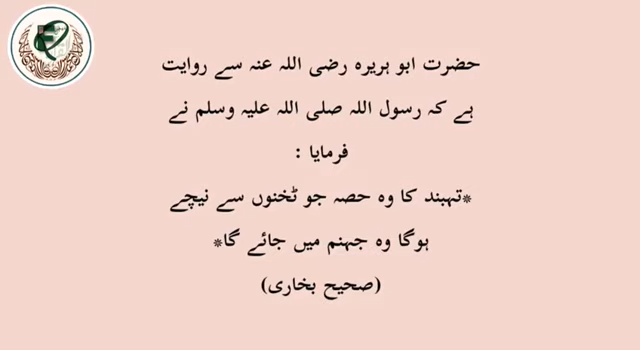 حضرت ابو ہریرہ رضی اللہ عنہ سے روایت
ہے کہ رسول اللہ صلی اللہ علیہ وسلم نے
فرمایا :
*تہبند کا وہ حصہ جو ٹخنوں سے نیچے
ہوگا وہ جہنم میں جائے گا*
(صحیح بخاری)